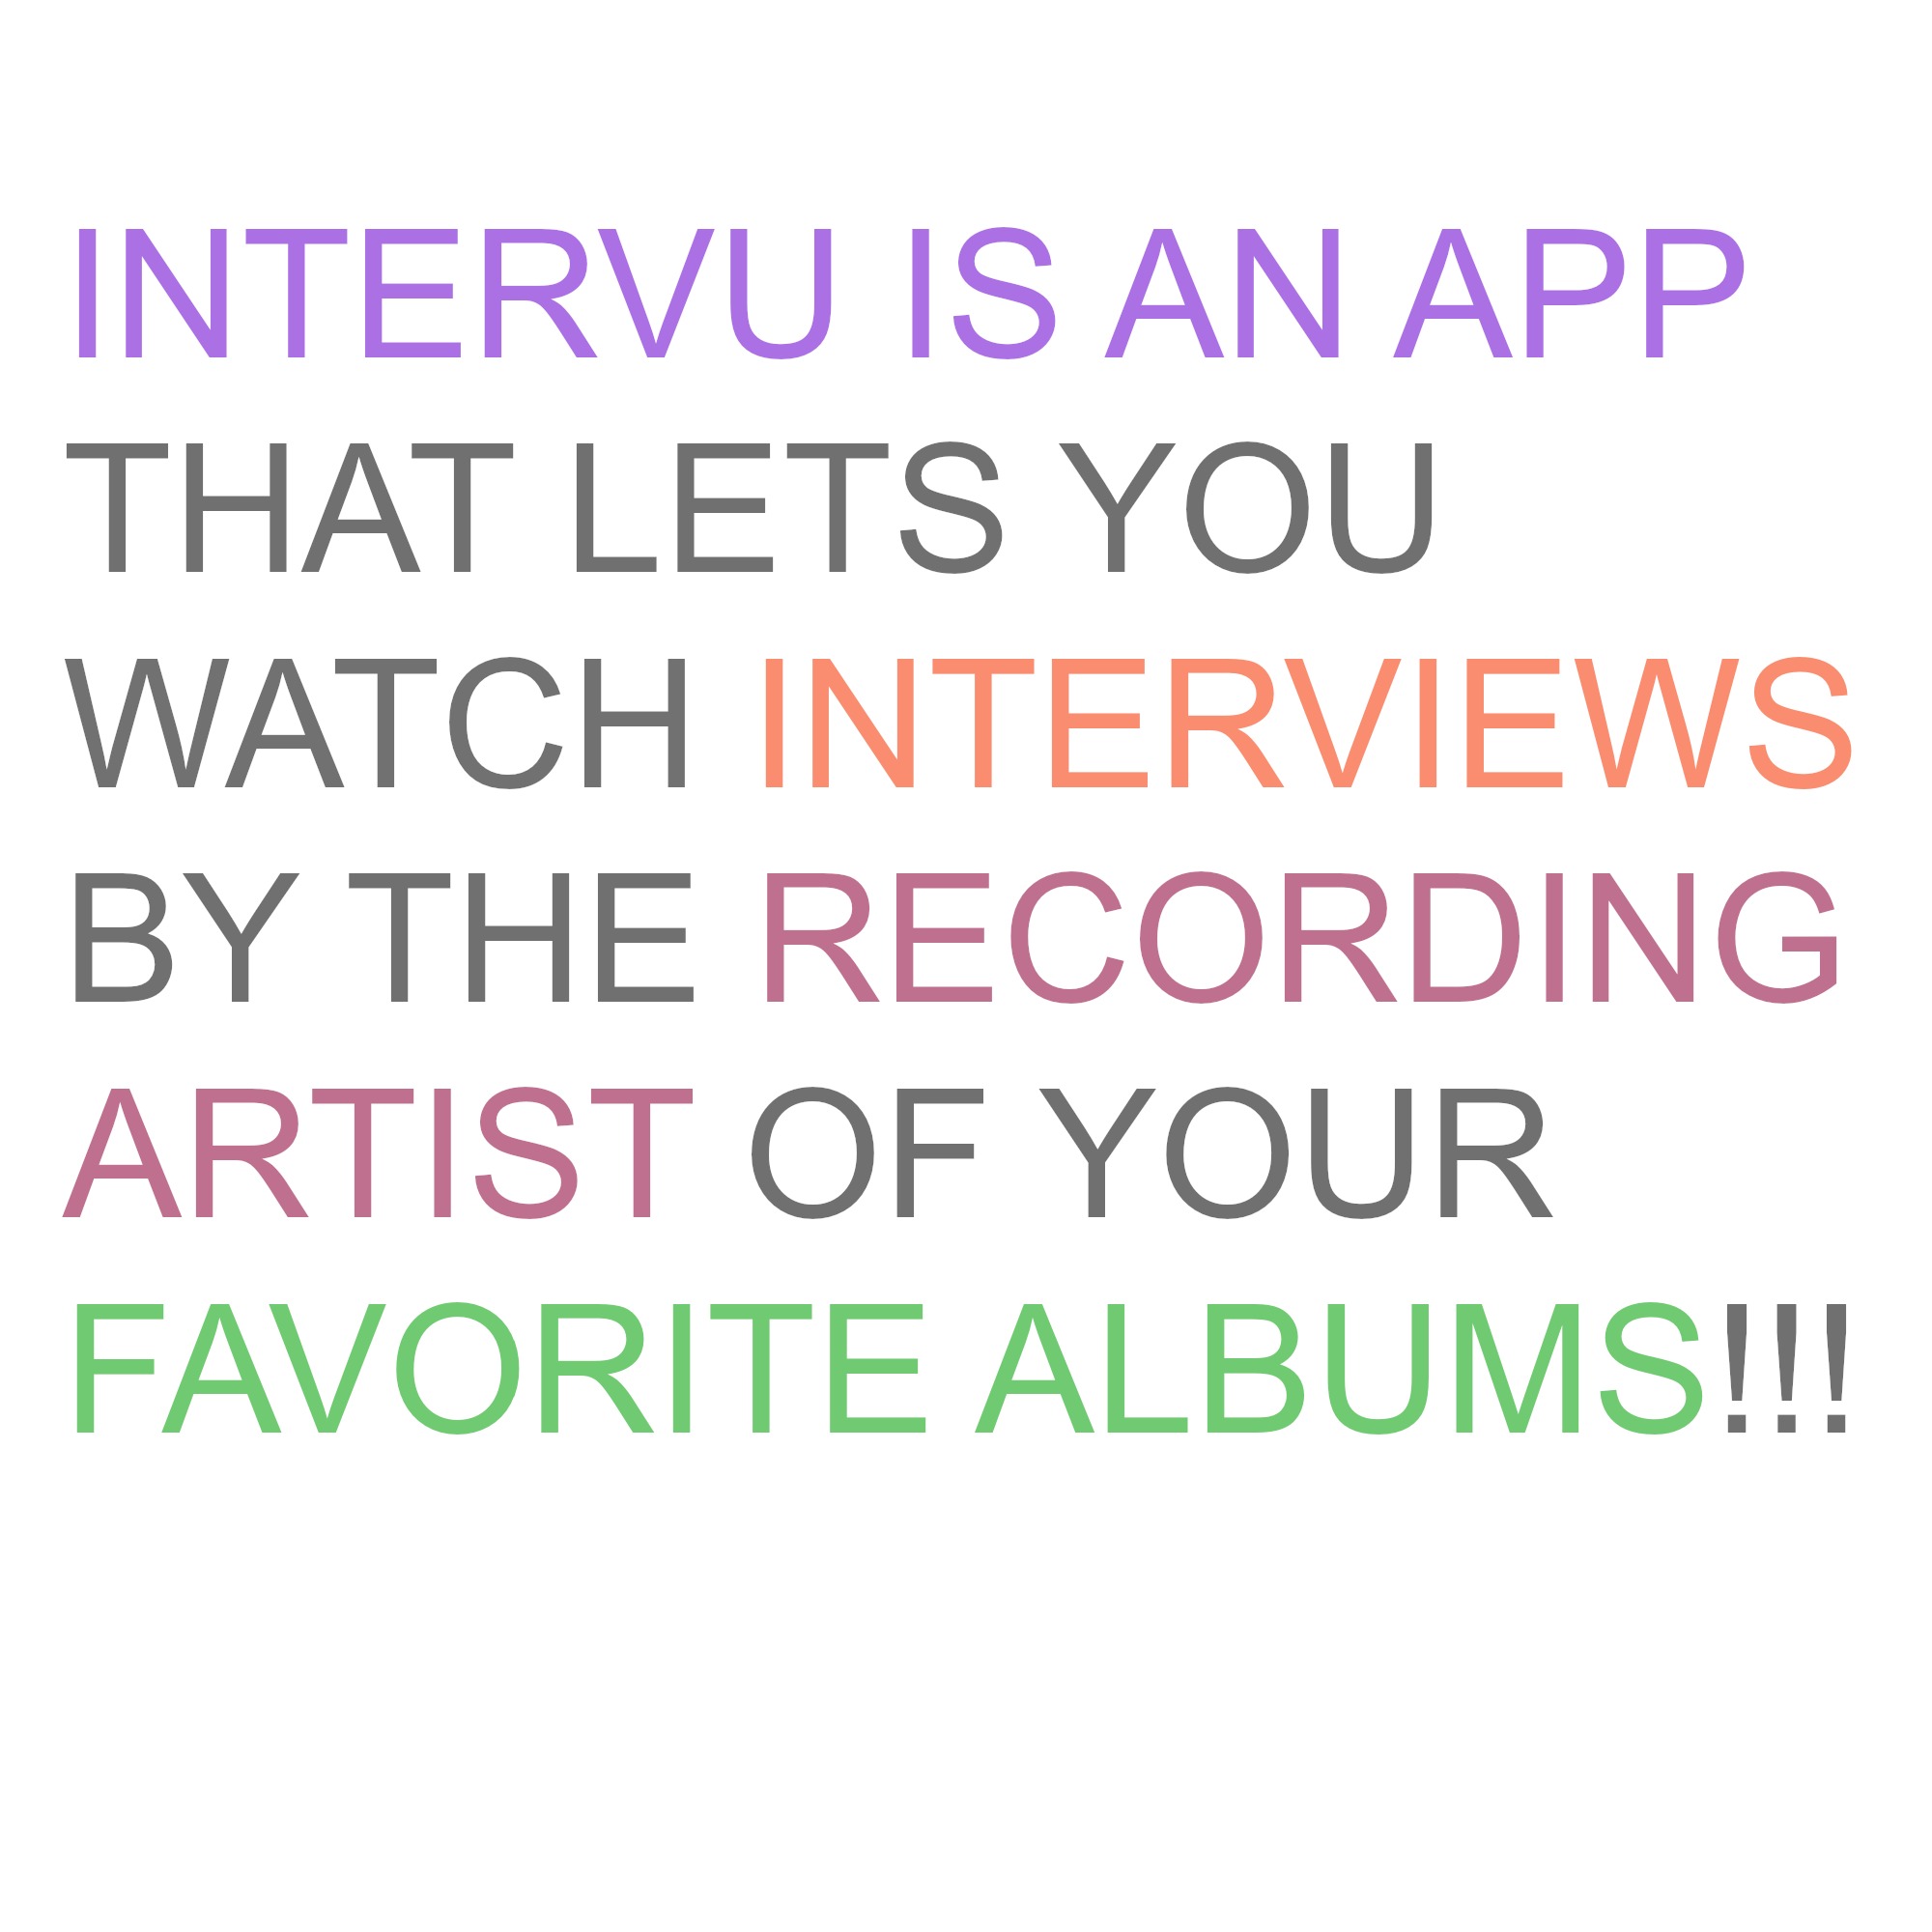 INTERVU IS AN APP
THAT LETS YOU
WATCH INTERVIEWS
BY THE RECORDING
ARTIST OF YOUR
FAVORITE ALBUMS!!!